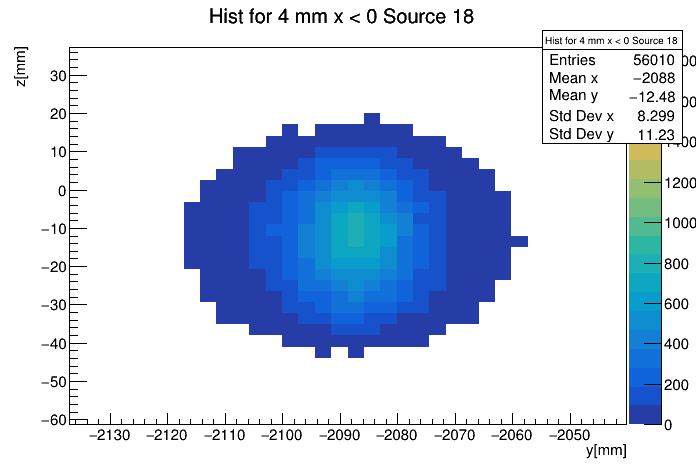 Hist for 4 mm x < 0 Source 18
z[mm]
Hist for 4 mm x < 0 Source 18
Entries 56010
Mean x −2088
Mean y −12.48
Std Dev x 8.299
Std Dev y 11.23
30
20
10
0
−10
−20
−30
−40
−50
−60
1400
1200
1000
800
600
400
200
0
−2130 −2120 −2110 −2100 −2090 −2080 −2070 −2060 −2050
y[mm]